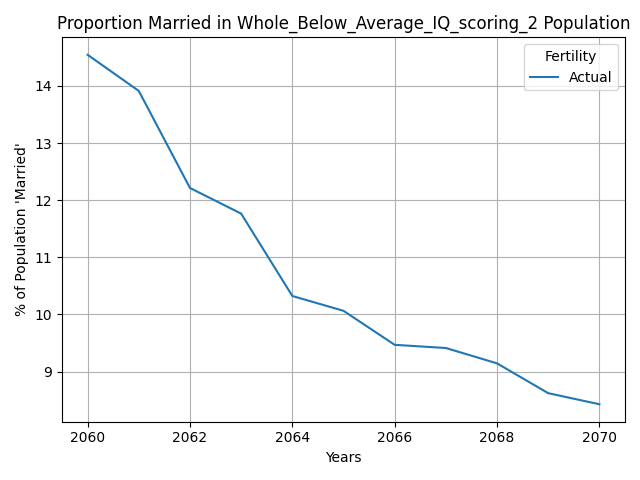 Proportion Married in Whole_Below_Average_IQ_scoring_2 Population
Fertility
Actual
% of Population 'Married'
14
13
12
11
10
9
2060 2062 2064 2066 2068 2070
Years